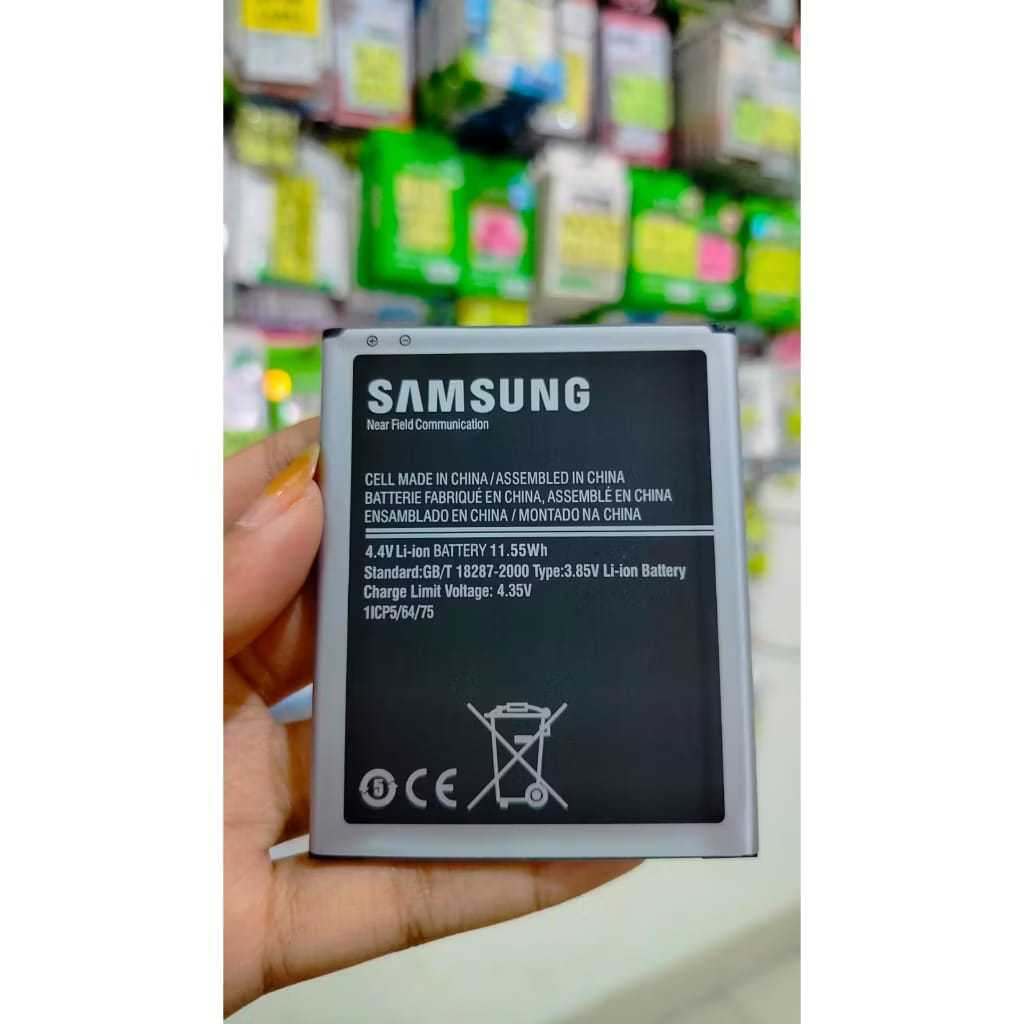 SAMSUNG
Near Field Communication
CELL MADE IN CHINA / ASSEMBLED IN CHINA
BATTERIE FABRIQUÉ EN CHINA, ASSEMBLÉ EN CHINA
ENSAMBLADO EN CHINA / MONTADO NA CHINA
4.4V Li-ion BATTERY 11.55Wh
Standard:GB/T 18287-2000 Type:3.85V Li-ion Battery
Charge Limit Voltage: 4.35V
1ICP5/64/75
5 CE